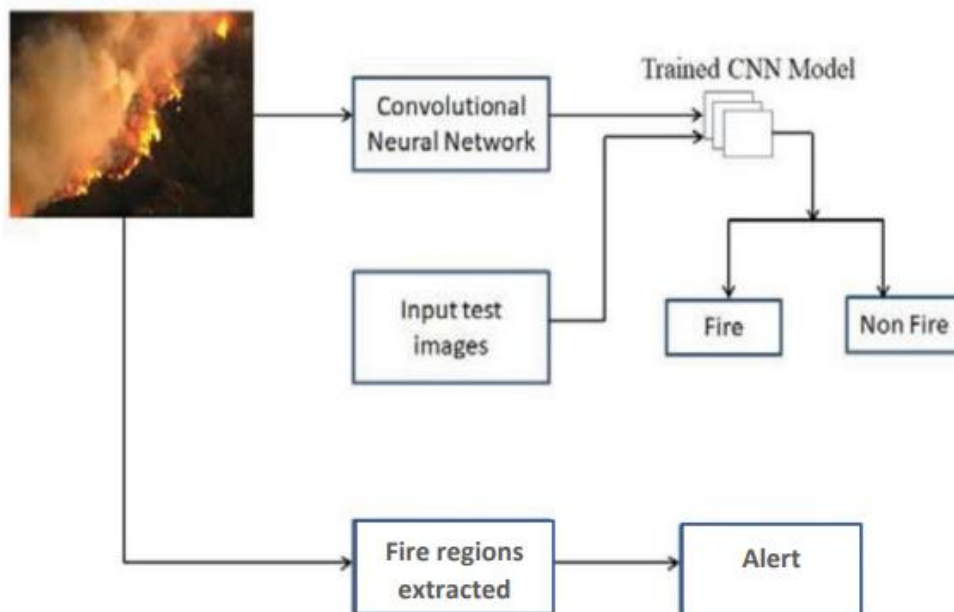 Trained CNN Model
Convolutional
Neural Network
Input test
images
Fire
Non Fire
Fire regions
extracted
Alert